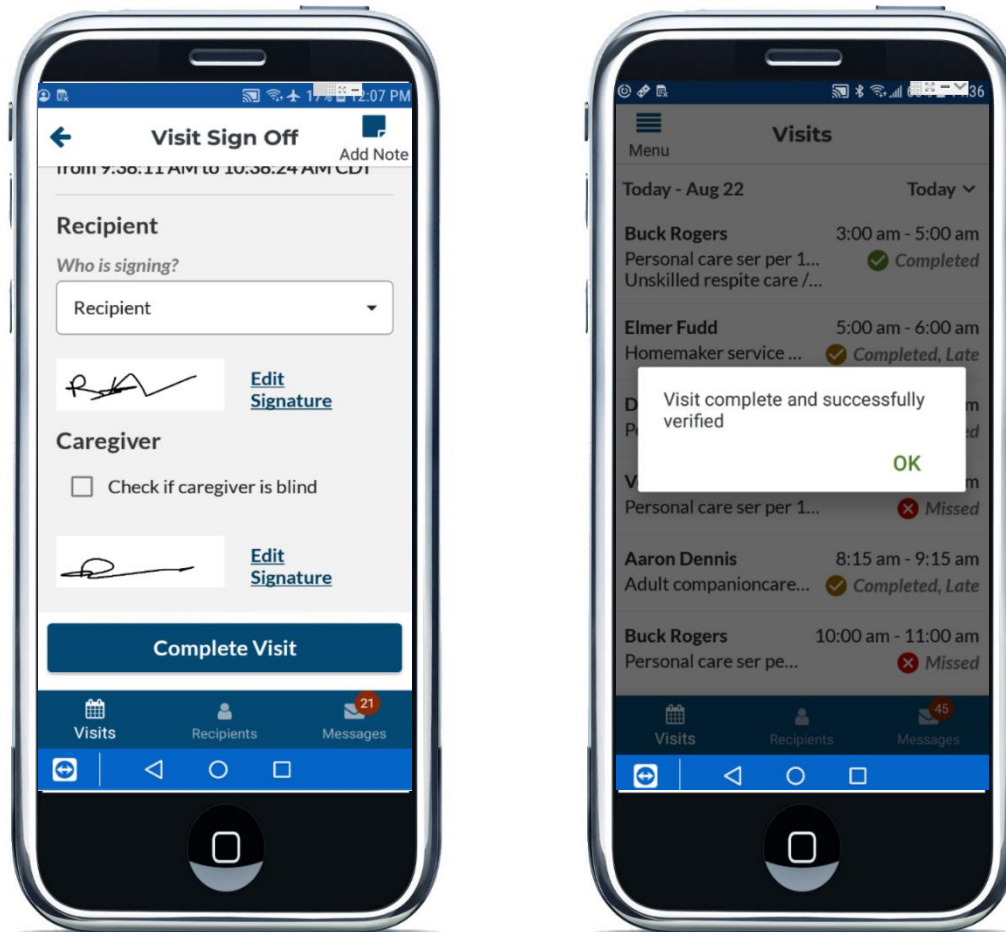 17% 12:07 PM
Visit Sign Off
Add Note
from 9:38:11 AM to 10:38:24 AM CDT
Recipient
Who is signing?
Recipient
Edit
Signature
Caregiver
Check if caregiver is blind
Edit
Signature
Complete Visit
21
Visits
Recipients
Messages
36
Menu
Visits
Today - Aug 22
Today
Buck Rogers
3:00 am - 5:00 am
Personal care ser per 1...
Completed
Unskilled respite care /...
Elmer Fudd
5:00 am - 6:00 am
Homemaker service ...
Completed, Late
Visit complete and successfully
verified
OK
Personal care ser per 1...
Missed
Aaron Dennis
8:15 am - 9:15 am
Adult companioncare...
Completed, Late
Buck Rogers
10:00 am - 11:00 am
Personal care ser pe...
Missed
45
Visits
Recipients
Messages